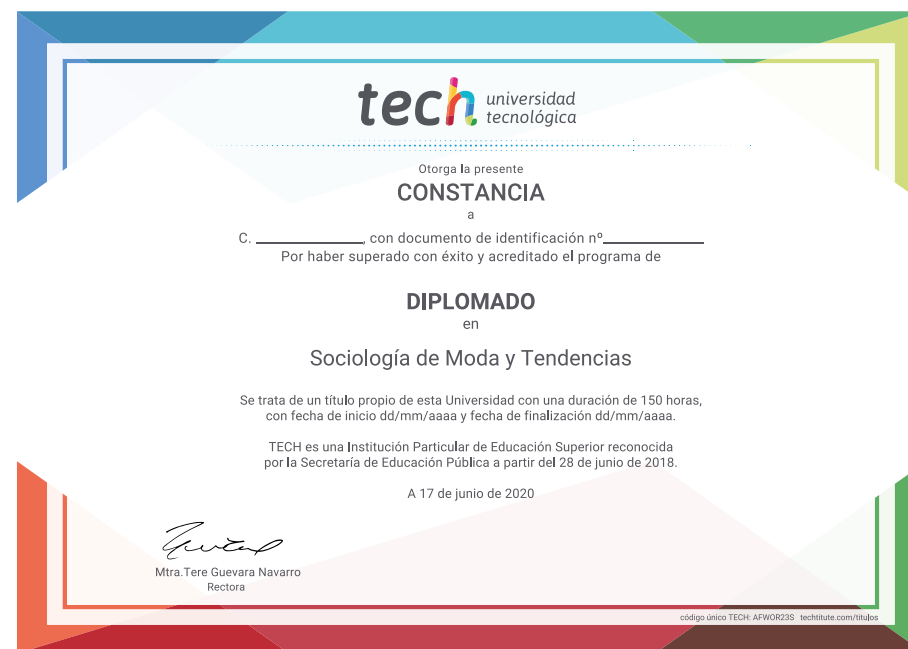 tech universidad
tecnológica
Otorga la presente
CONSTANCIA
a
C. ____________, con documento de identificación nº____________
Por haber superado con éxito y acreditado el programa de
DIPLOMADO
en
Sociología de Moda y Tendencias
Se trata de un título propio de esta Universidad con una duración de 150 horas,
con fecha de inicio dd/mm/aaaa y fecha de finalización dd/mm/aaaa.
TECH es una Institución Particular de Educación Superior reconocida
por la Secretaría de Educación Pública a partir del 28 de junio de 2018.
A 17 de junio de 2020
Mtra.Tere Guevara Navarro
Rectora
código único TECH: AFWOR23S techtitute.com/titulos